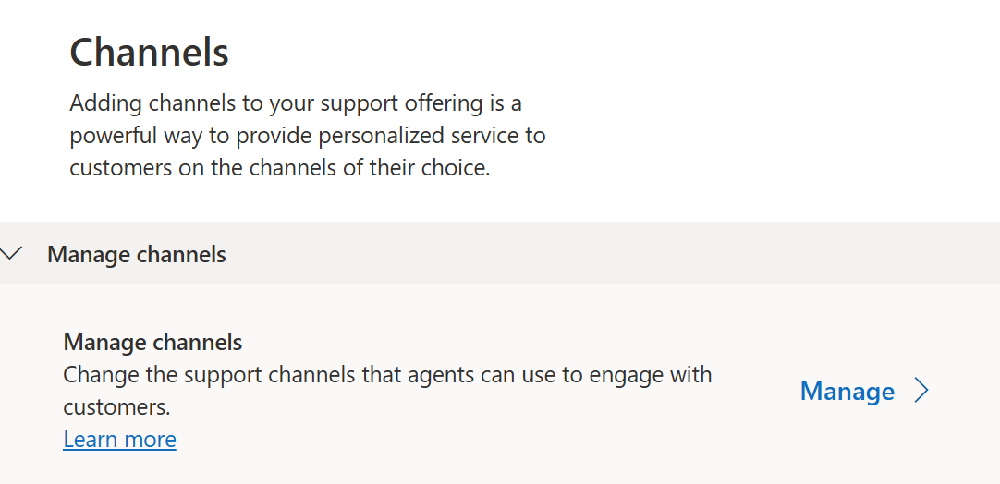 Channels
Adding channels to your support offering is a
powerful way to provide personalized service to
customers on the channels of their choice.
Manage channels
Manage channels
Change the support channels that agents can use to engage with
customers.
Learn more
Manage